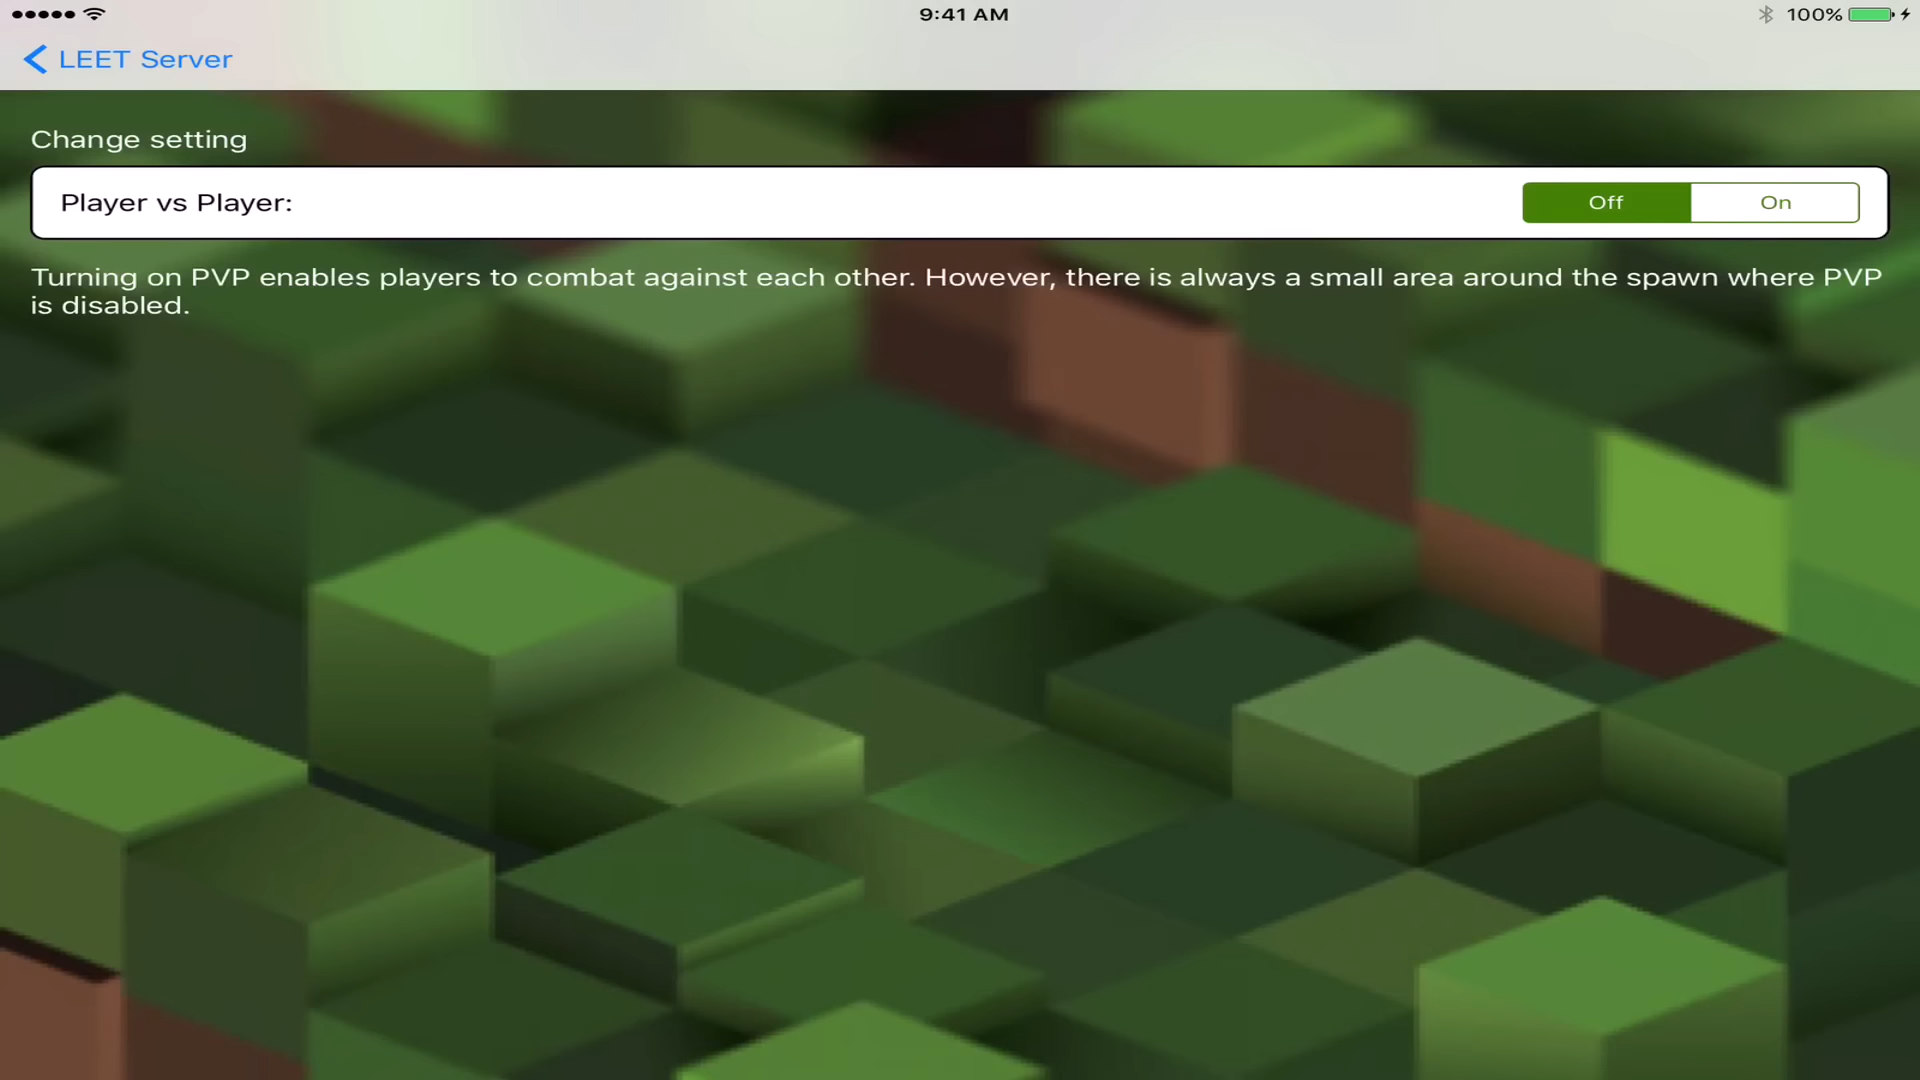 9:41 AM
100%
LEET Server
Change setting
Player vs Player:
Off
On
Turning on PVP enables players to combat against each other. However, there is always a small area around the spawn where PVP
is disabled.